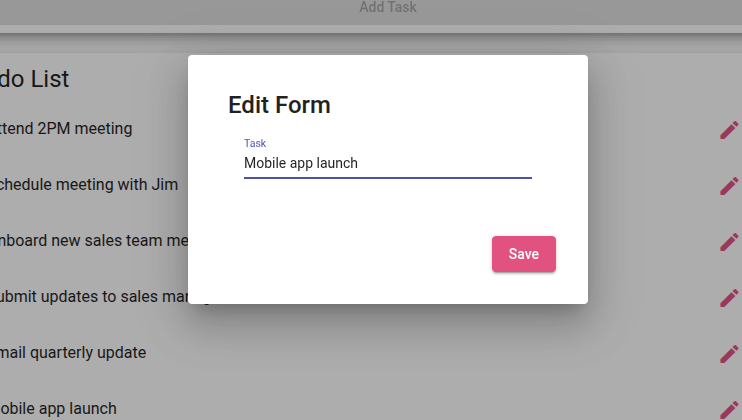 Add Task
do List
ttend 2PM meeting
chedule meeting with Jim
nboard new sales team me
ubmit updates to sales
mail quarterly update
obile app launch
Edit Form
Task
Mobile app launch
Save